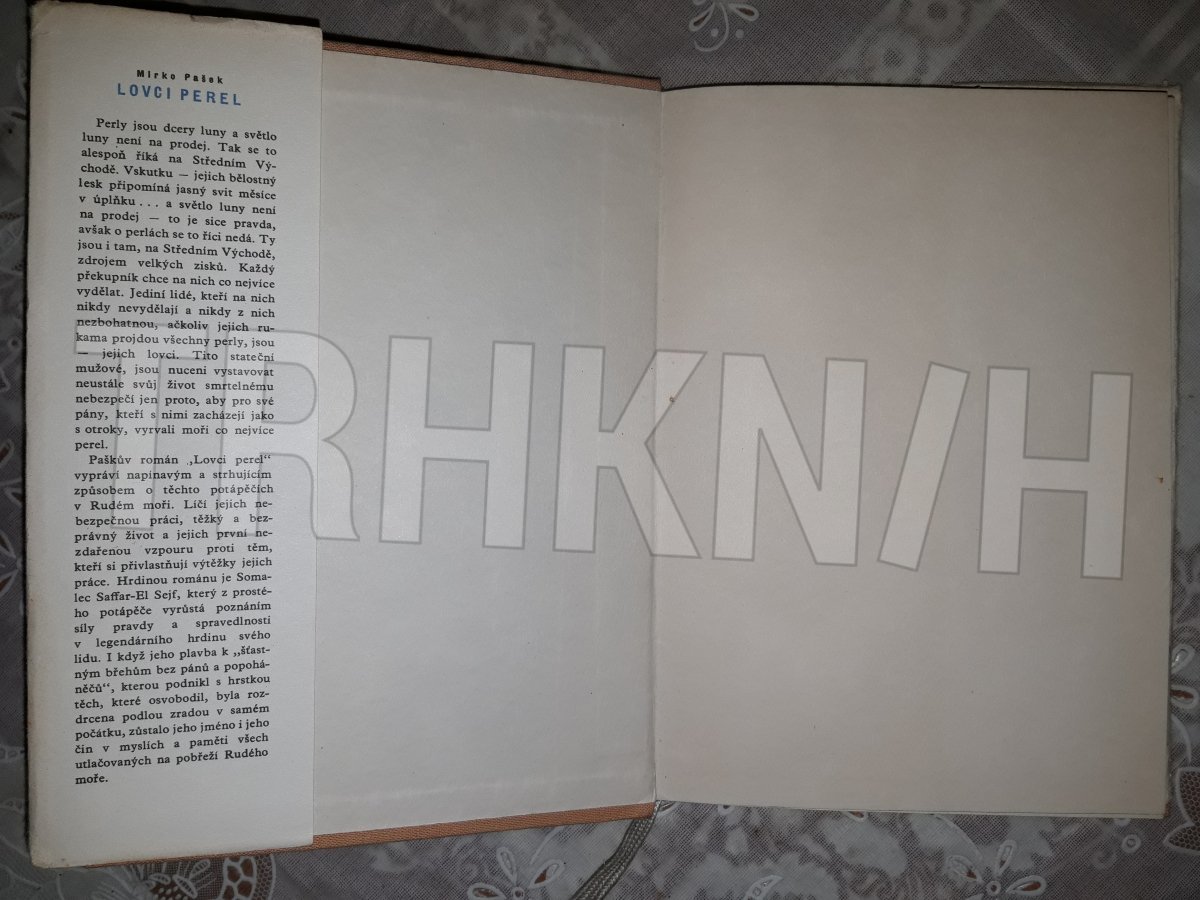 Mirko Pašek
LOVCI PEREL
Perly jsou dcery luny a světlo
luny není na prodej. Tak se to
alespoň říká na Středním Vý-
chodě. Vskutku — jejich bělostný
lesk připomíná jasný svit měsíce
v úplňku . . . a světlo luny není
na prodej — to je sice pravda,
avšak o perlách se to říci nedá. Ty
jsou i tam, na Středním Východě,
zdrojem velkých zisků. Každý
překupník chce na nich co nejvíce
vydělat. Jediní lidé, kteří na nich
nikdy nevydělají a nikdy z nich
nezbohatnou, ačkoliv jejich ru-
kama projdou všechny perly, jsou
— jejich lovci. Tito stateční
mužové, jsou nuceni vystavovat
neustále svůj život smrtelnému
nebezpečí jen proto, aby pro své
pány, kteří s nimi zacházejí jako
s otroky, vyrvali moři co nejvíce
perel.
Paškův román „Lovci perel“
vypráví napínavým a strhujícím
způsobem o těchto potápěčích
v Rudém moři. Líčí jejich ne-
bezpečnou práci, těžký a bez-
právný život a jejich první ne-
zdařenou vzpouru proti těm,
kteří si přivlastňují výtěžky jejich
práce. Hrdinou románu je Soma-
lec Saffar-El Sejf, který z prosté-
ho potápěče vyrůstá poznáním
síly pravdy a spravedlnosti
v legendárního hrdinu svého
lidu. I když jeho plavba k „šťast-
ným břehům bez pánů a popohá-
něčů“, kterou podnikl s hrstkou
těch, které osvobodil, byla roz-
drcena podlou zradou v samém
počátku, zůstalo jeho jméno i jeho
čin v myslích a paměti všech
utlačovaných na pobřeží Rudého
moře.
TRHKN/H